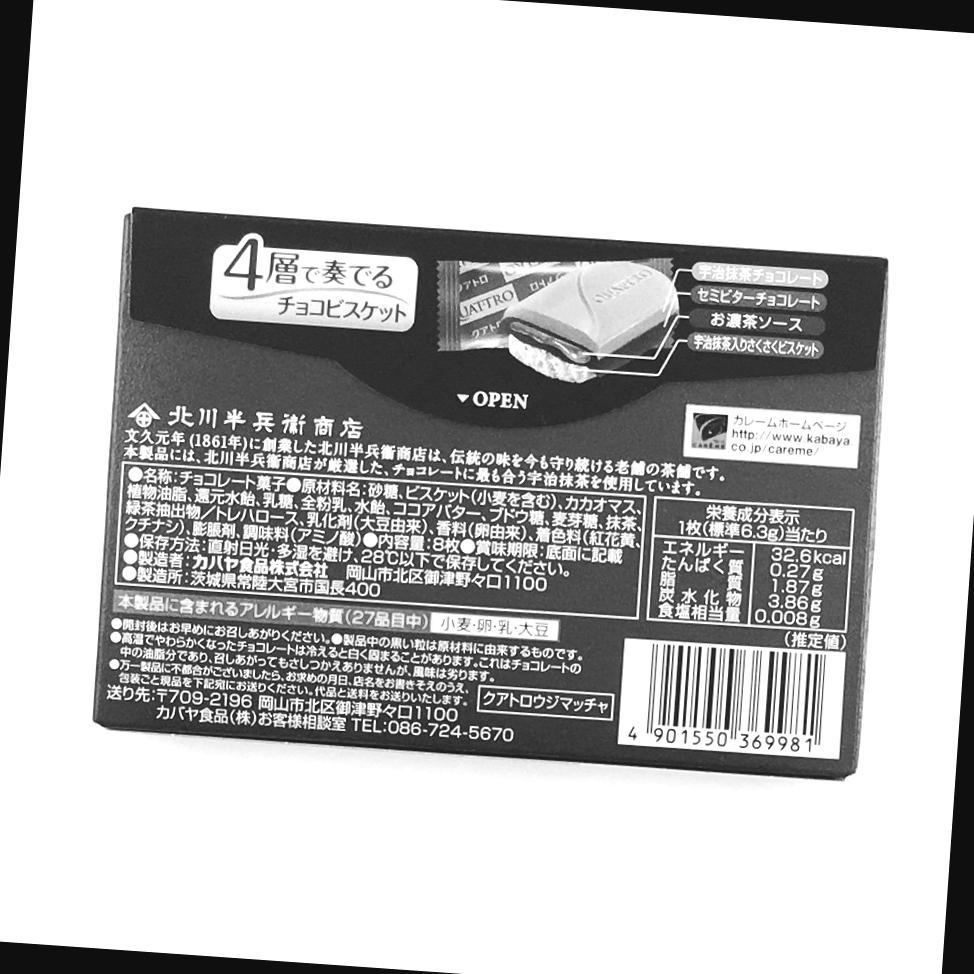 4層で奏でる
チョコビスケット
アトロ
UATTRO
クアトロ
QUATTRO
宇治抹茶チョコレート
セミビターチョコレート
お濃茶ソース
宇治抹茶入りさくさくビスケット
▼OPEN
北川半兵衛商店
文久元年(1861年)に創業した北川半兵衛商店は、伝統の味を今も守り続ける老舗の茶舗です。
本製品には、北川半兵衛商店が厳選した、チョコレートに最も合う宇治抹茶を使用しています。
カレームホームページ
http://www.kabaya
co.jp/careme/
CAREME
●名称:チョコレート菓子●原材料名:砂糖、ビスケット(小麦を含む)、カカオマス、
植物油脂、還元水飴、乳糖、全粉乳、水飴、ココアバター、ブドウ糖、麦芽糖、抹茶、
緑茶抽出物/トレハロース、乳化剤(大豆由来)、香料(卵由来)、着色料(紅花黄、
クチナシ)、膨脹剤、調味料(アミノ酸)●内容量:8枚●賞味期限:底面に記載
●保存方法:直射日光・多湿を避け、28℃以下で保存してください。
●製造者:カバヤ食品株式会社 岡山市北区御津野々口1100
●製造所:茨城県常陸大宮市国長400
栄養成分表示
1枚(標準6.3g)当たり
エネルギー 32.6kcal
たんぱく質 0.27g
脂質 1.87g
炭水化物 3.86g
食塩相当量 0.008g
(推定値)
本製品に含まれるアレルギー物質(27品目中) 小麦・卵・乳・大豆
●開封後はお早めにお召しあがりください。●製品中の黒い粒は原材料に由来するものです。
●高温でやわらかくなったチョコレートは冷えると白く固まることがあります。これはチョコレートの
中の油脂分であり、召しあがってもさしつかえありませんが、風味は劣ります。
●万一製品に不都合がございましたら、お求めの月日、店名をお書きそえのうえ、
包装ごと現品を下記宛にお送りください。代品と送料をお送りいたします。
送り先:〒709-2196 岡山市北区御津野々口1100
カバヤ食品(株)お客様相談室 TEL:086-724-5670
クアトロウジマッチャ
4 901550 369981